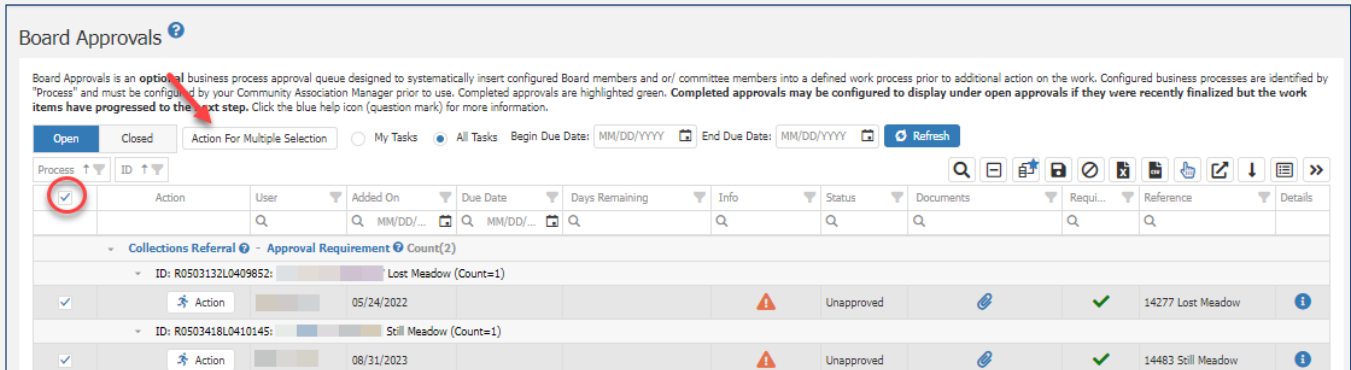 Board Approvals ?
Board Approvals is an optional business process approval queue designed to systematically insert configured Board members and or/ committee members into a defined work process prior to additional action on the work. Configured business processes are identified by
"Process" and must be configured by your Community Association Manager prior to use. Completed approvals are highlighted green. Completed approvals may be configured to display under open approvals if they were recently finalized but the work
items have progressed to the next step. Click the blue help icon (question mark) for more information.
Open Closed Action For Multiple Selection My Tasks All Tasks Begin Due Date: MM/DD/YYYY End Due Date: MM/DD/YYYY Refresh
Process ID
Action User Added On Due Date Days Remaining Info Status Documents Requi... Reference Details
MM/DD/... MM/DD/...
Collections Referral ? - Approval Requirement ? Count(2)
ID: R0503132L0409852: Lost Meadow (Count=1)
Action 05/24/2022 Unapproved 14277 Lost Meadow
ID: R0503418L0410145: Still Meadow (Count=1)
Action 08/31/2023 Unapproved 14483 Still Meadow